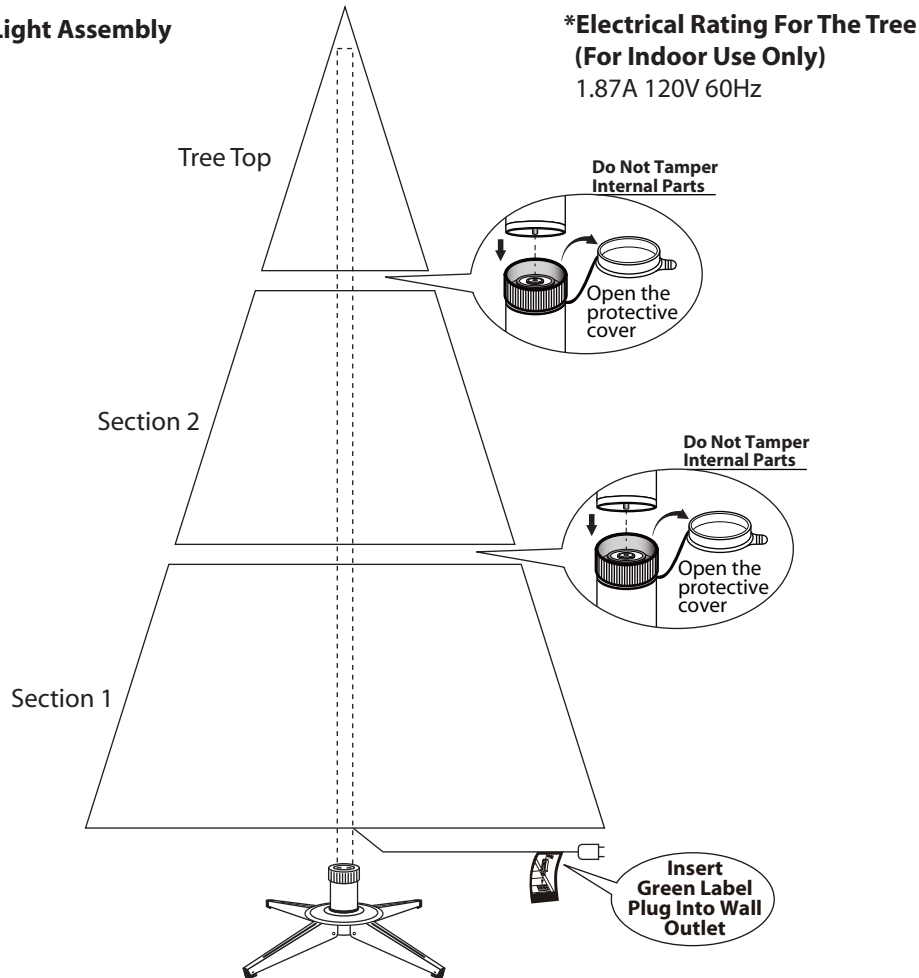 Light Assembly
*Electrical Rating For The Tree
(For Indoor Use Only)
1.87A 120V 60Hz
Tree Top
Do Not Tamper
Internal Parts
Open the
protective
cover
Section 2
Do Not Tamper
Internal Parts
Open the
protective
cover
Section 1
Insert
Green Label
Plug Into Wall
Outlet